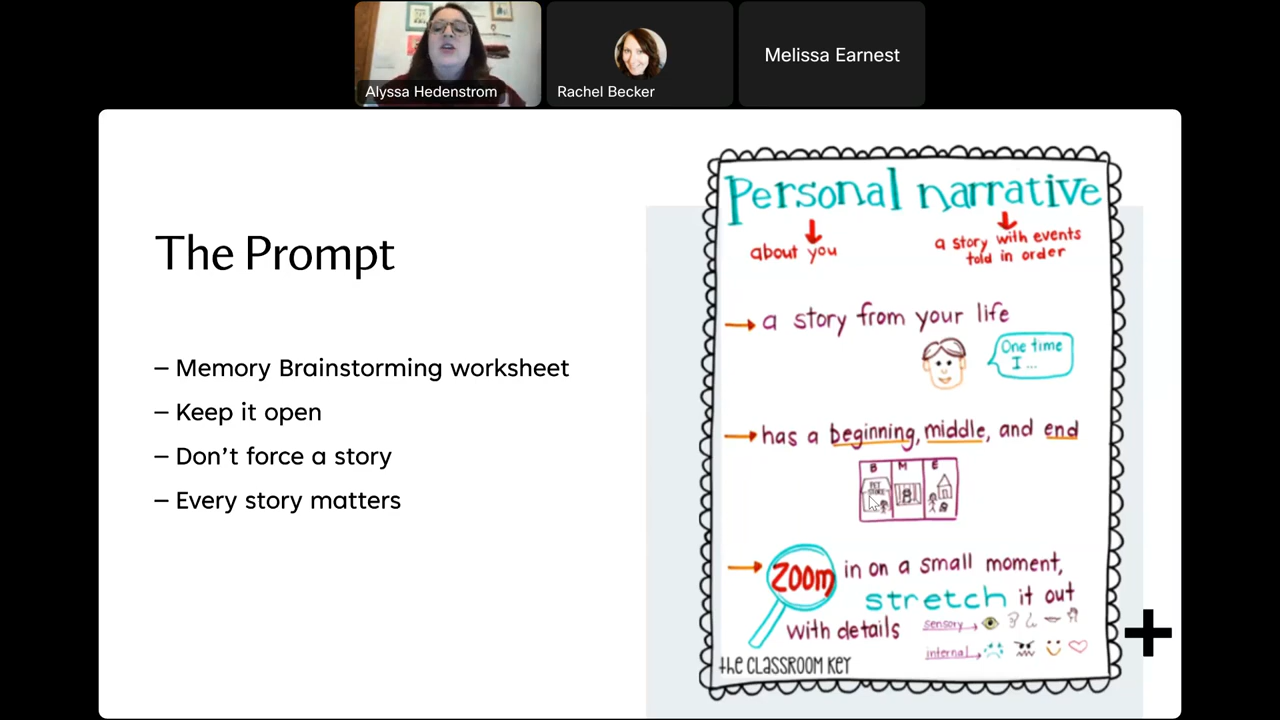 Alyssa Hedenstrom
Rachel Becker
Melissa Earnest
The Prompt
– Memory Brainstorming worksheet
– Keep it open
– Don't force a story
– Every story matters
personal narrative
about you
a story with events
told in order
a story from your life
One time
I ...
has a beginning, middle, and end
B M E
PET
STORE
ZOOM in on a small moment,
stretch it out
with details
sensory
internal
the CLASSROOM KEY